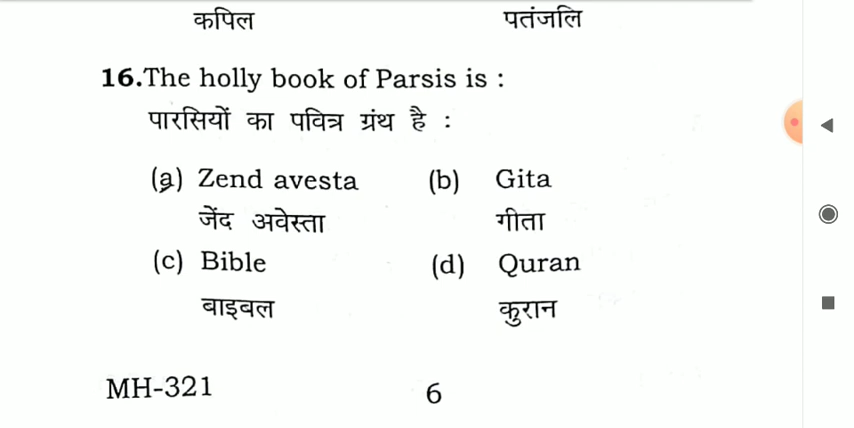 कपिल पतंजलि
16.The holly book of Parsis is :
पारसियों का पवित्र ग्रंथ है :
(a) Zend avesta (b) Gita
जेंद अवेस्ता गीता
(c) Bible (d) Quran
बाइबल कुरान
MH-321 6